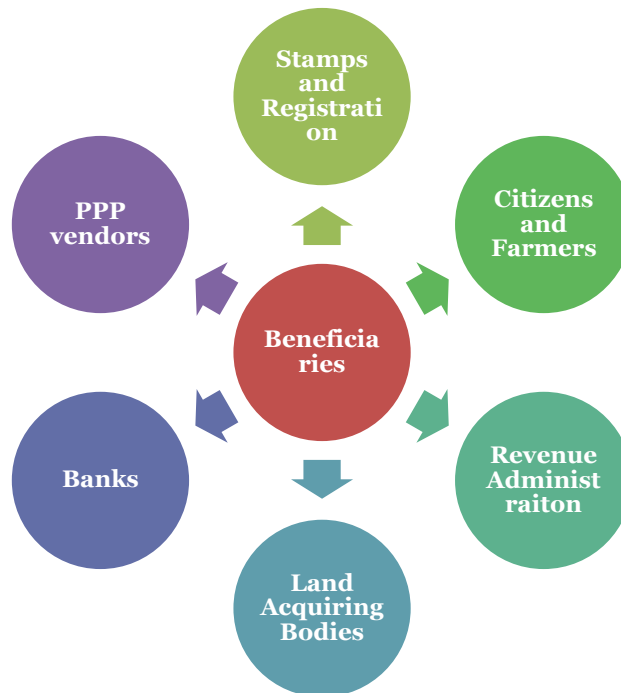 Stamps
and
Registrati
on
PPP
vendors
Citizens
and
Farmers
Beneficia
ries
Banks
Revenue
Administ
raiton
Land
Acquiring
Bodies